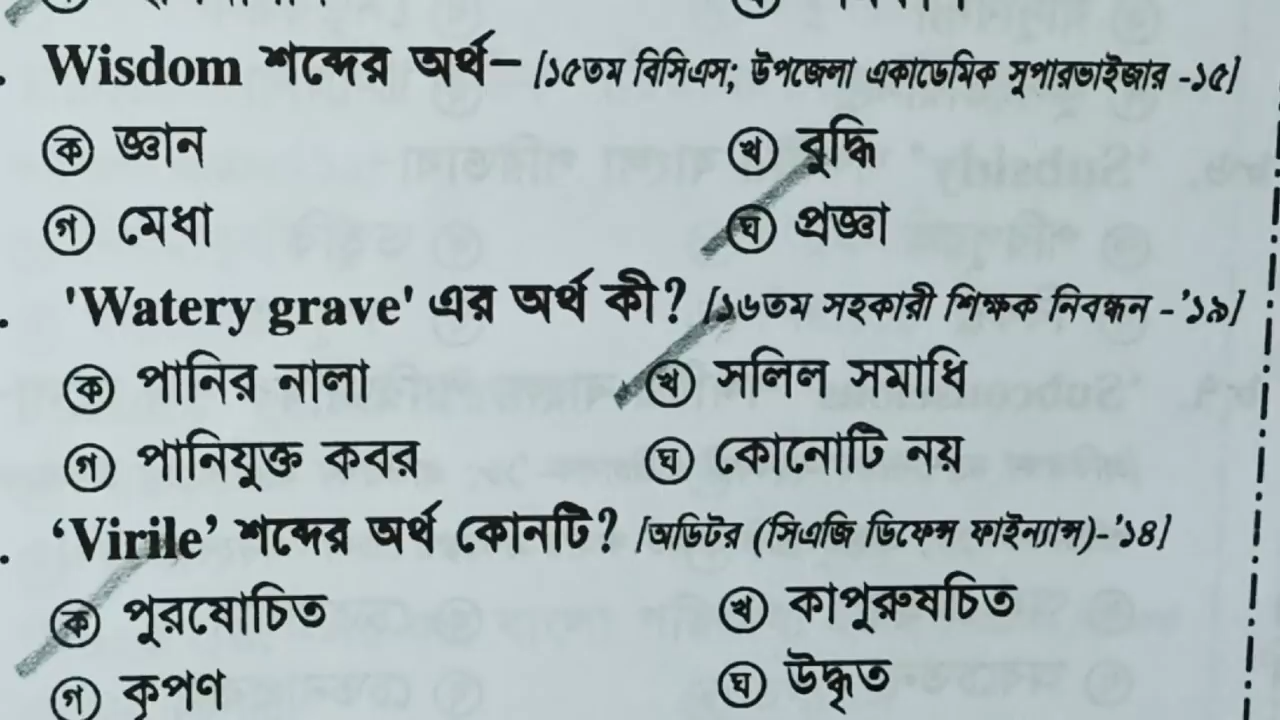 . Wisdom শব্দের অর্থ– [১৫তম বিসিএস; উপজেলা একাডেমিক সুপারভাইজার -১৫]
ক জ্ঞান খ বুদ্ধি
গ মেধা ঘ প্রজ্ঞা
. 'Watery grave' এর অর্থ কী? [১৬তম সহকারী শিক্ষক নিবন্ধন -'১৯]
ক পানির নালা খ সলিল সমাধি
গ পানিযুক্ত কবর ঘ কোনোটি নয়
. ‘Virile’ শব্দের অর্থ কোনটি? [অডিটর (সিএজি ডিফেন্স ফাইন্যান্স)-'১৪]
ক পুরষোচিত খ কাপুরুষচিত
গ কৃপণ ঘ উদ্ধৃত